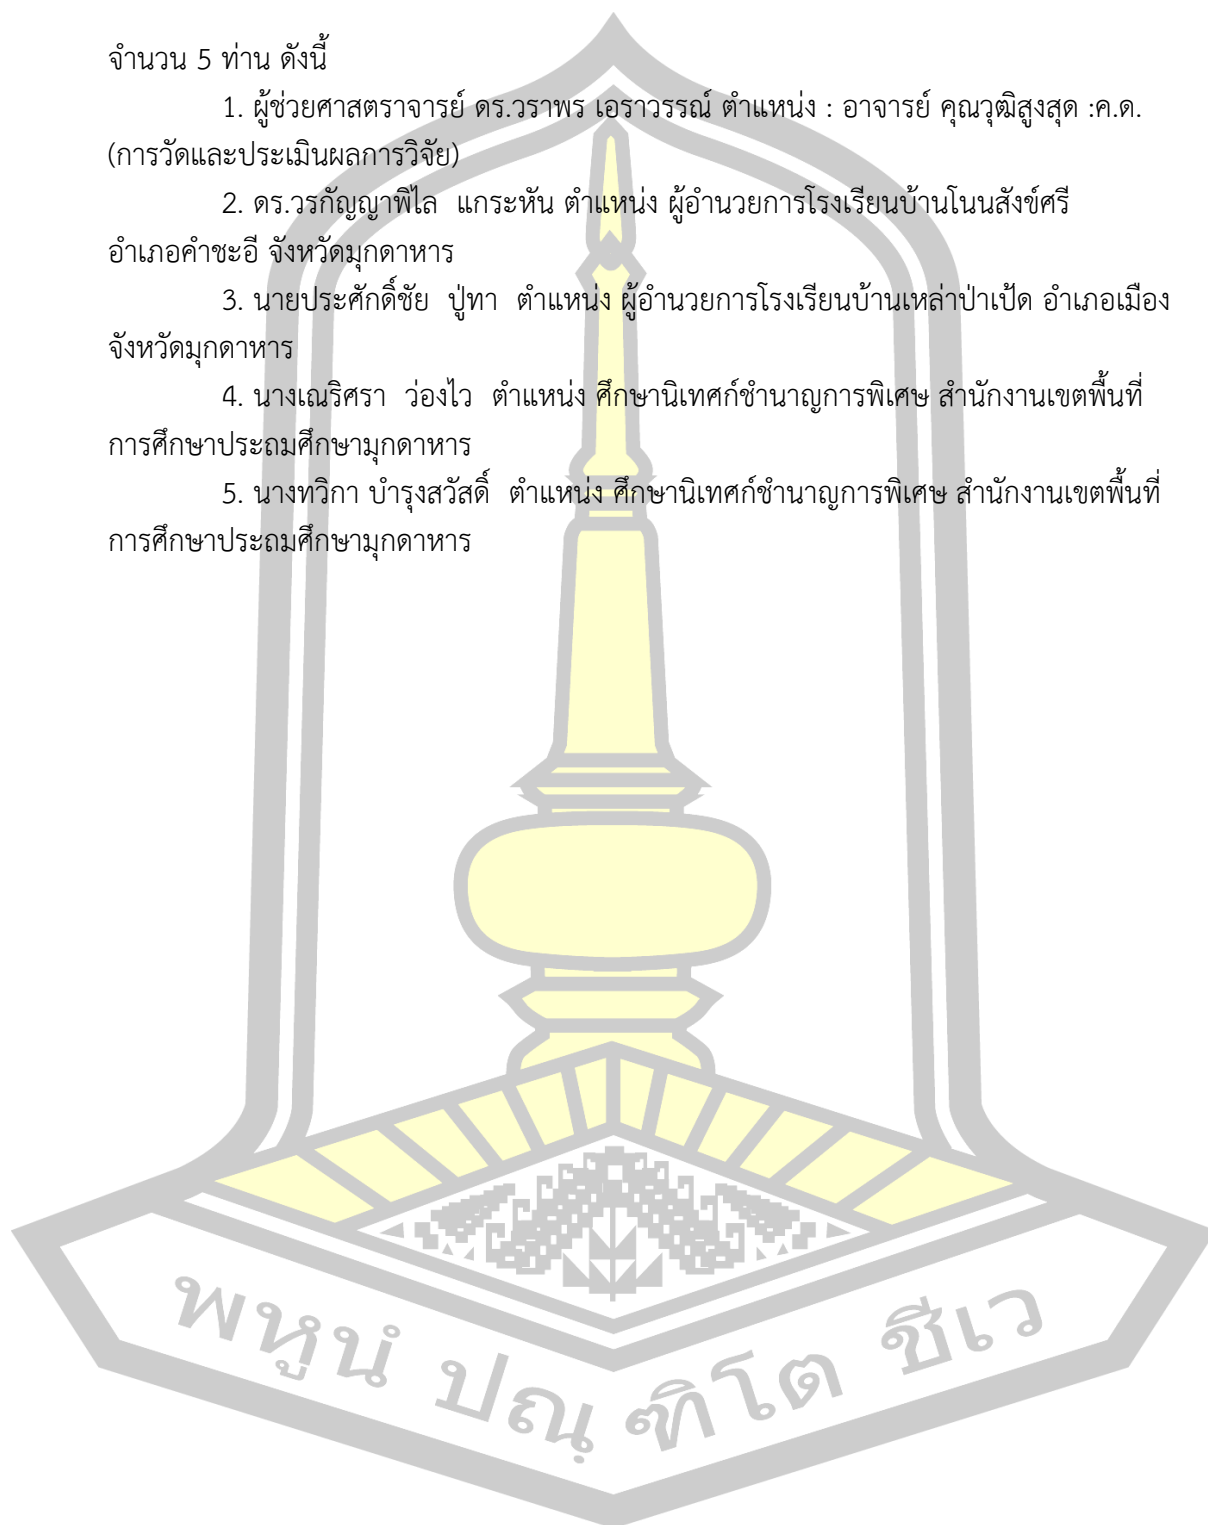 จำนวน 5 ท่าน ดังนี้
1. ผู้ช่วยศาสตราจารย์ ดร.วราพร เอราวรรณ์ ตำแหน่ง : อาจารย์ คุณวุฒิสูงสุด :ค.ด.
(การวัดและประเมินผลการวิจัย)
2. ดร.วรกัญญาพิไล  แกระหัน ตำแหน่ง ผู้อำนวยการโรงเรียนบ้านโนนสังข์ศรี
อำเภอคำชะอี จังหวัดมุกดาหาร
3. นายประศักดิ์ชัย  ปู่ทา  ตำแหน่ง ผู้อำนวยการโรงเรียนบ้านเหล่าป่าเป้ด อำเภอเมือง
จังหวัดมุกดาหาร
4. นางเณริศรา  ว่องไว  ตำแหน่ง ศึกษานิเทศก์ชำนาญการพิเศษ สำนักงานเขตพื้นที่
การศึกษาประถมศึกษามุกดาหาร
5. นางทวิกา บำรุงสวัสดิ์  ตำแหน่ง ศึกษานิเทศก์ชำนาญการพิเศษ สำนักงานเขตพื้นที่
การศึกษาประถมศึกษามุกดาหาร
พหูนํ ปณฺ ฑิโต ชีเว